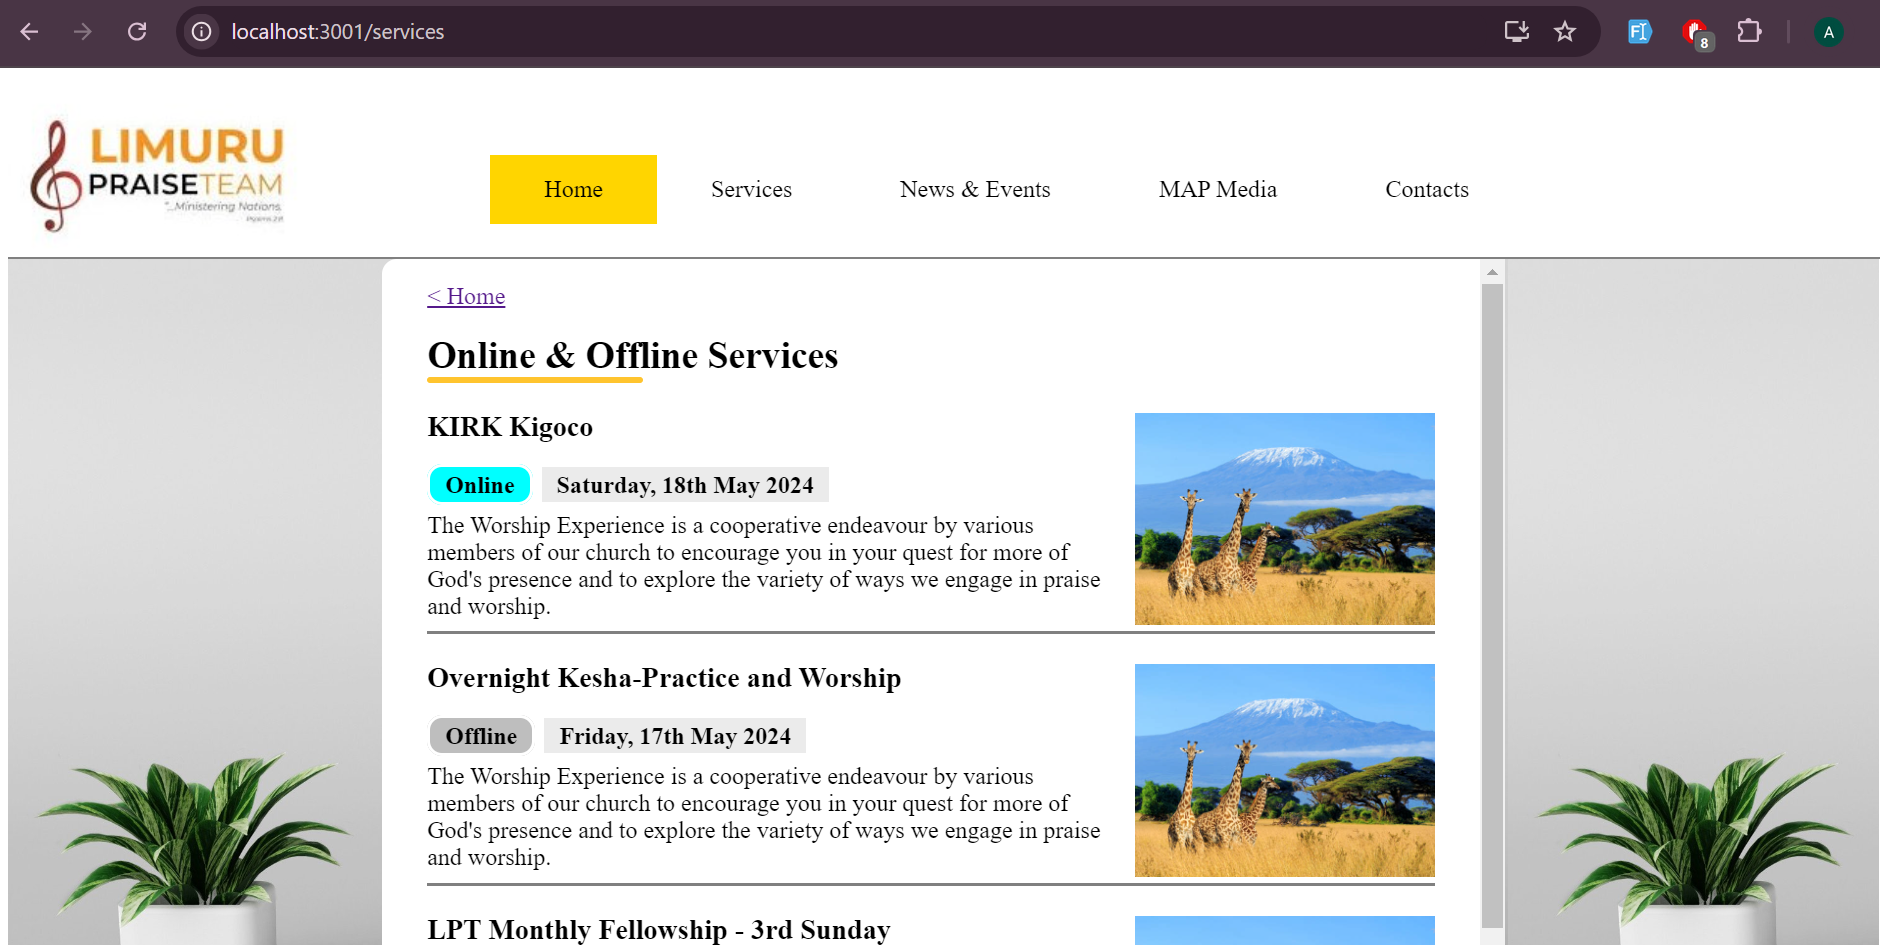 localhost:3001/services
8
A
LIMURU
PRAISETEAM
"...Ministering Nations.
Home
Services
News & Events
MAP Media
Contacts
< Home
Online & Offline Services
KIRK Kigoco
Online
Saturday, 18th May 2024
The Worship Experience is a cooperative endeavour by various
members of our church to encourage you in your quest for more of
God's presence and to explore the variety of ways we engage in praise
and worship.
Overnight Kesha-Practice and Worship
Offline
Friday, 17th May 2024
The Worship Experience is a cooperative endeavour by various
members of our church to encourage you in your quest for more of
God's presence and to explore the variety of ways we engage in praise
and worship.
LPT Monthly Fellowship - 3rd Sunday